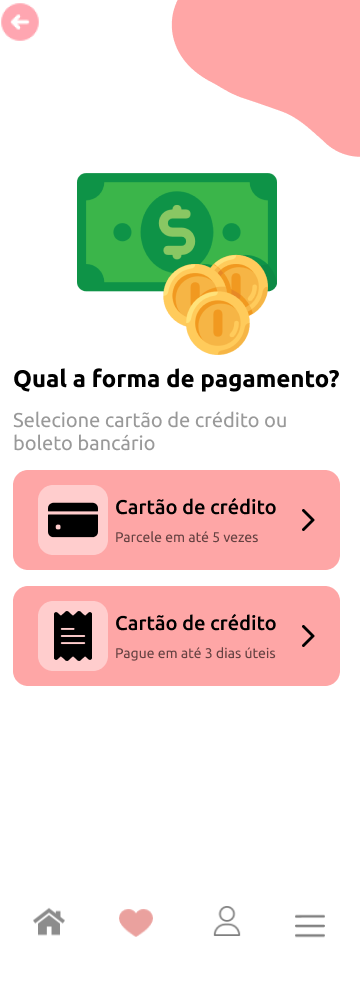 Qual a forma de pagamento?
Selecione cartão de crédito ou
boleto bancário
Cartão de crédito
Parcele em até 5 vezes
Cartão de crédito
Pague em até 3 dias úteis